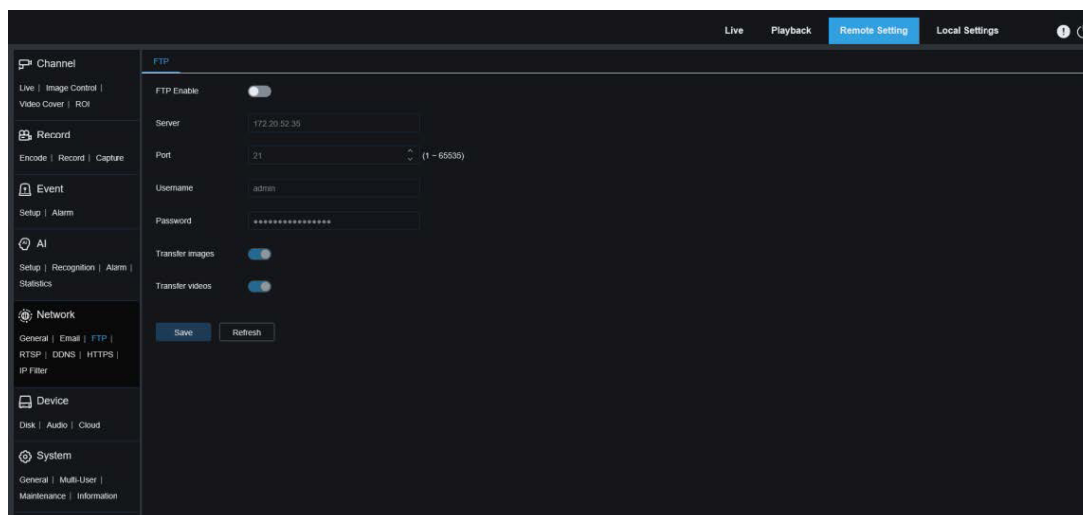 Live Playback Remote Setting Local Settings
Channel
Live | Image Control |
Video Cover | ROI
Record
Encode | Record | Capture
Event
Setup | Alarm
AI
Setup | Recognition | Alarm |
Statistics
Network
General | Email | FTP |
RTSP | DDNS | HTTPS |
IP Filter
Device
Disk | Audio | Cloud
System
General | Multi-User |
Maintenance | Information
FTP
FTP Enable
Server 172.20.52.35
Port 21 (1 ~ 65535)
Username admin
Password ••••••••••••••••
Transfer images
Transfer videos
Save Refresh